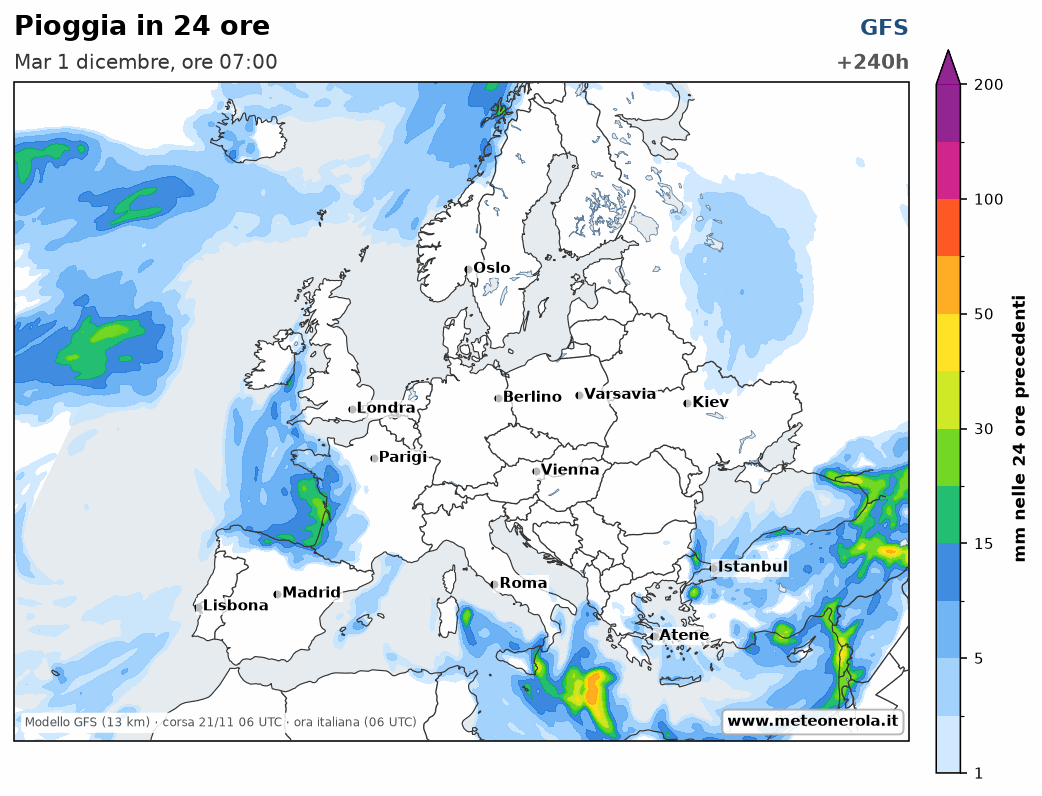 Pioggia in 24 ore
GFS
Mar 1 dicembre, ore 07:00
+240h
200
100
50
30
15
5
1
mm nelle 24 ore precedenti
Oslo
Londra
Berlino
Varsavia
Kiev
Parigi
Vienna
Istanbul
Roma
Madrid
Lisbona
Atene
Modello GFS (13 km) · corsa 21/11 06 UTC · ora italiana (06 UTC)
www.meteonerola.it